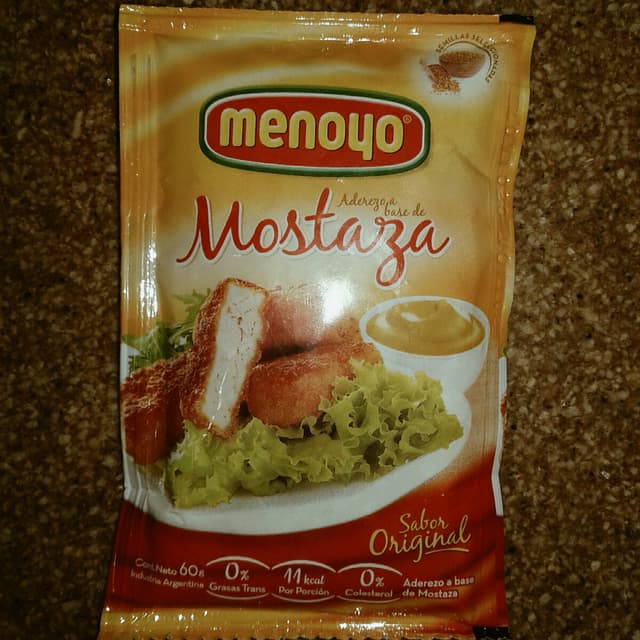 SEMILLAS SELECCIONADAS
menoyo®
Aderezo a
base de
Mostaza
Sabor
Original
Cont. Neto 60g
Industria Argentina
0%
Grasas Trans
11 kcal
Por Porción
0%
Colesterol
Aderezo a base
de Mostaza